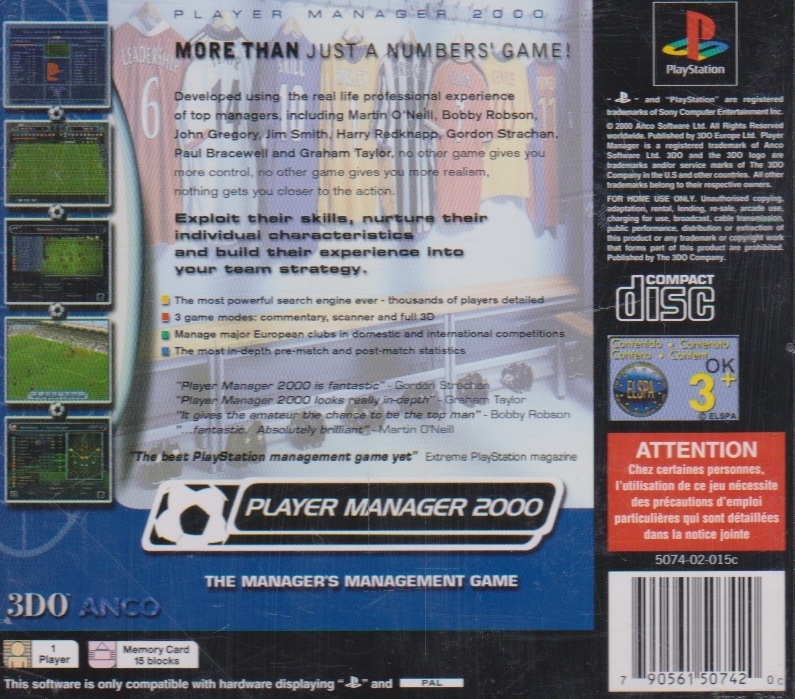 PLAYER MANAGER 2000
MORE THAN JUST A NUMBERS' GAME!
LEADERSHIP
6
SKILL
11
Developed using the real life professional experience
of top managers, including Martin O'Neill, Bobby Robson,
John Gregory, Jim Smith, Harry Redknapp, Gordon Strachan,
Paul Bracewell and Graham Taylor, no other game gives you
more control, no other game gives you more realism,
nothing gets you closer to the action.
Exploit their skills, nurture their
individual characteristics
and build their experience into
your team strategy.
The most powerful search engine ever - thousands of players detailed
3 game modes: commentary, scanner and full 3D
Manage major European clubs in domestic and international competitions
The most in-depth pre-match and post-match statistics
"Player Manager 2000 is fantastic" - Gordon Strachan
"Player Manager 2000 looks really in-depth" - Graham Taylor
"It gives the amateur the chance to be the top man" - Bobby Robson
"...fantastic. Absolutely brilliant" - Martin O'Neill
"The best PlayStation management game yet" Extreme PlayStation magazine
PLAYER MANAGER 2000
THE MANAGER'S MANAGEMENT GAME
3DO ANCO
1
Player
Memory Card
15 blocks
This software is only compatible with hardware displaying " " and PAL
PlayStation
" " and "PlayStation" are registered
trademarks of Sony Computer Entertainment Inc.
© 2000 Anco Software Ltd. All Rights Reserved
worldwide. Published by 3DO Europe Ltd. Player
Manager is a registered trademark of Anco
Software Ltd. 3DO and the 3DO logo are
trademarks and/or service marks of The 3DO
Company in the U.S and other countries. All other
trademarks belong to their respective owners.
FOR HOME USE ONLY. Unauthorised copying,
adaptation, rental, lending, re-sale, arcade use,
charging for use, broadcast, cable transmission,
public performance, distribution or extraction of
this product or any trademark or copyright work
that forms part of this product are prohibited.
Published by The 3DO Company.
COMPACT
disc
Contenido • Contenuto
Contenu • Content
ELSPA
OK
3+
© ELSPA
ATTENTION
Chez certaines personnes,
l'utilisation de ce jeu nécessite
des précautions d'emploi
particulières qui sont détaillées
dans la notice jointe
5074-02-015c
7 90561 50742 0